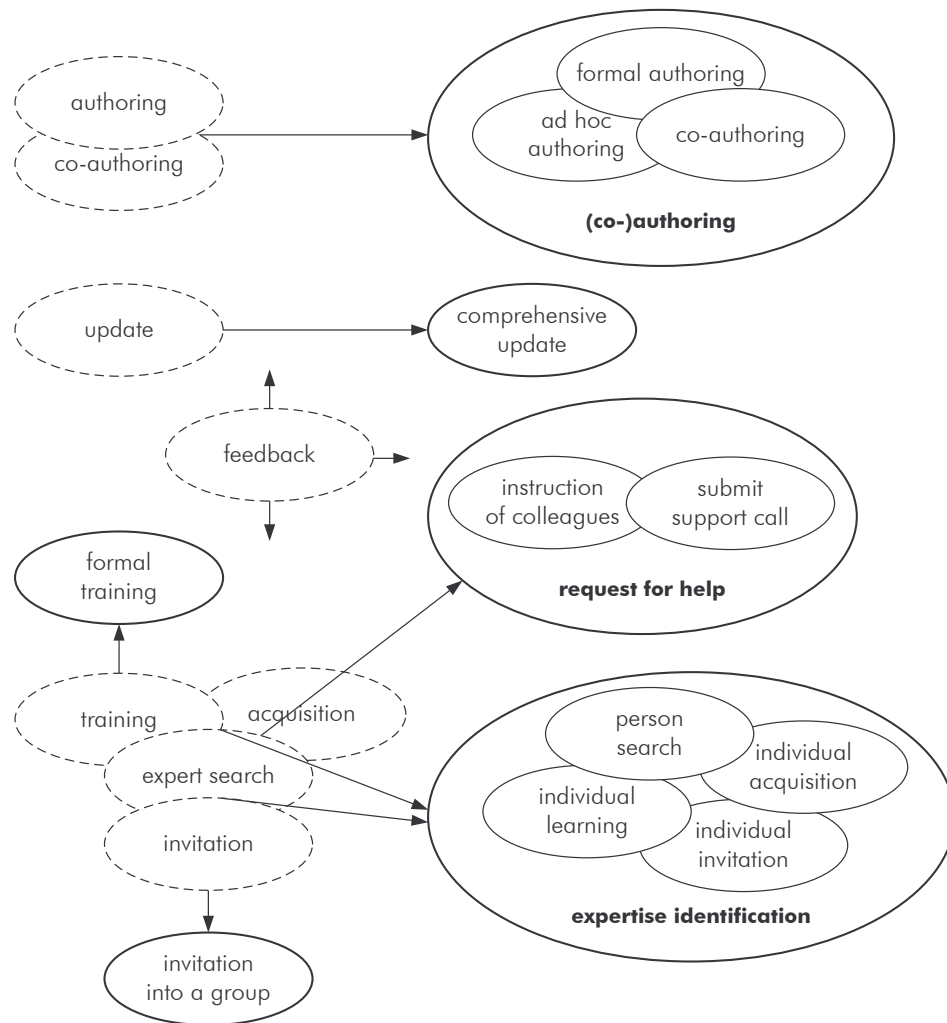 authoring
co-authoring
formal authoring
ad hoc
authoring
co-authoring
(co-)authoring
update
comprehensive
update
feedback
instruction
of colleagues
submit
support call
request for help
formal
training
training
acquisition
expert search
invitation
person
search
individual
acquisition
individual
learning
individual
invitation
expertise identification
invitation
into a group